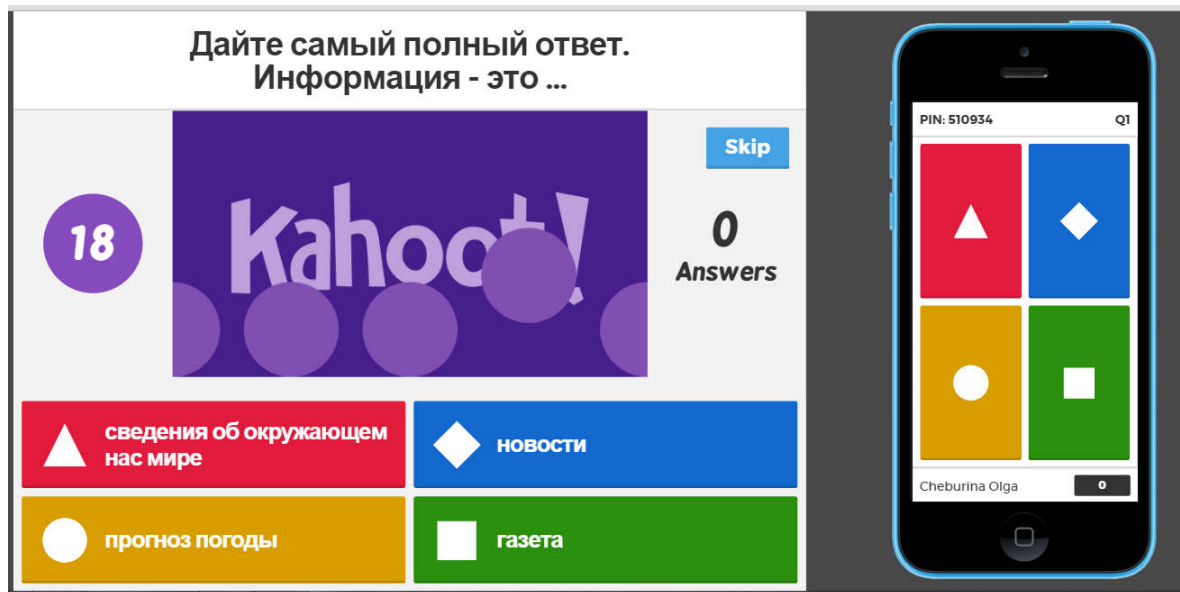 Дайте самый полный ответ.
Информация - это ...
18
Kahoot!
Skip
0
Answers
сведения об окружающем
нас мире
новости
прогноз погоды
газета
PIN: 510934 Q1
Cheburina Olga 0